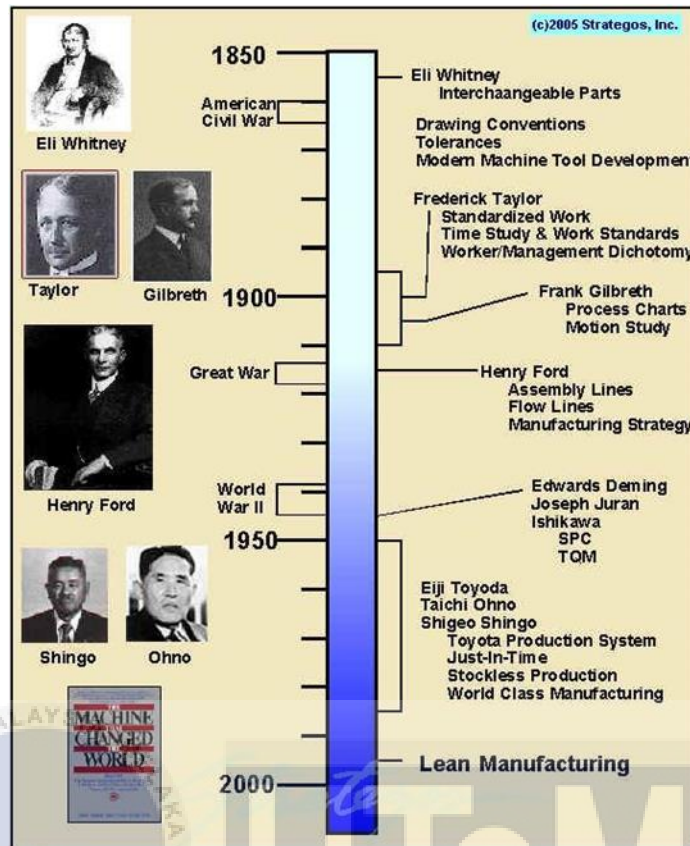 (c)2005 Strategos, Inc.
1850
Eli Whitney
Interchaangeable Parts
American
Civil War
Eli Whitney
Drawing Conventions
Tolerances
Modern Machine Tool Development
Frederick Taylor
Standardized Work
Time Study & Work Standards
Worker/Management Dichotomy
Taylor
Gilbreth
1900
Frank Gilbreth
Process Charts
Motion Study
Great War
Henry Ford
Assembly Lines
Flow Lines
Manufacturing Strategy
Henry Ford
World
War II
Edwards Deming
Joseph Juran
Ishikawa
SPC
TQM
1950
Eiji Toyoda
Taichi Ohno
Shigeo Shingo
Toyota Production System
Just-In-Time
Stockless Production
World Class Manufacturing
Shingo
Ohno
MACHINE
CHANGED
WORLD
Lean Manufacturing
2000
MALAYS
AKA
UTeM